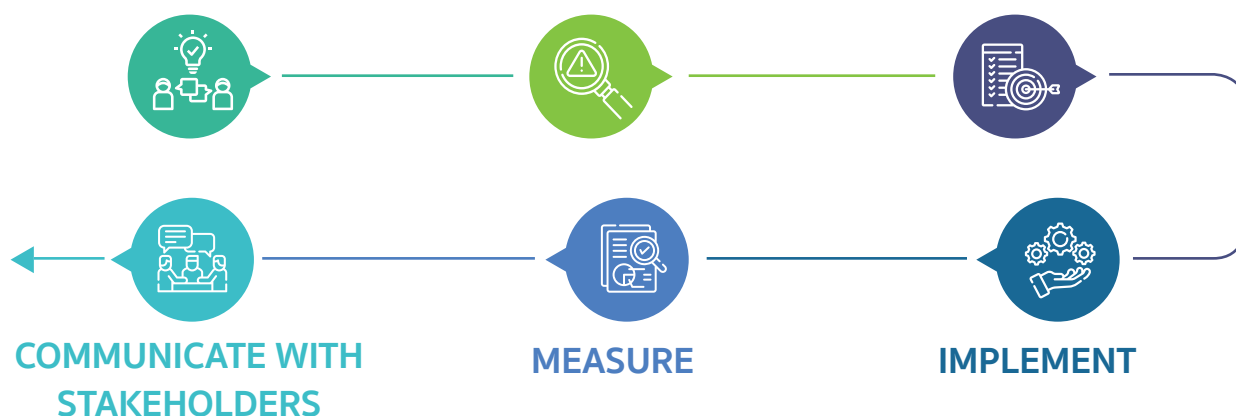 COMMUNICATE WITH
STAKEHOLDERS
MEASURE
IMPLEMENT